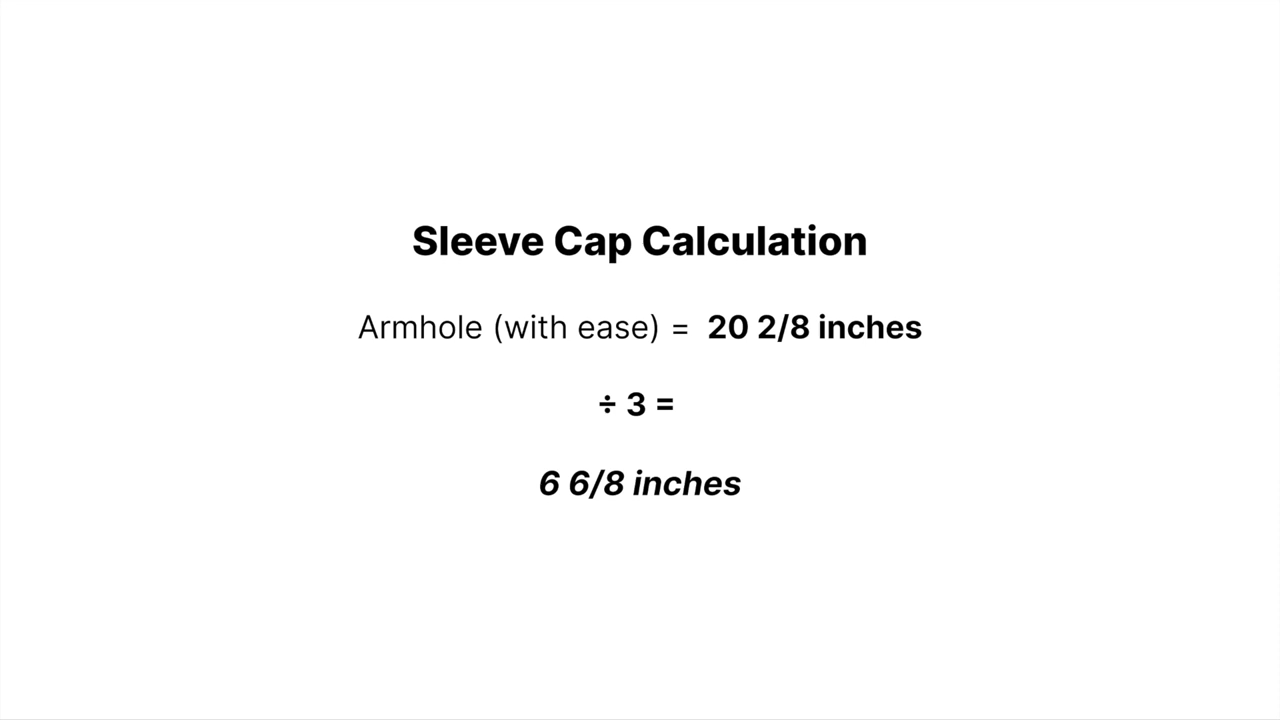 Sleeve Cap Calculation
Armhole (with ease) = 20 2/8 inches
÷ 3 =
6 6/8 inches